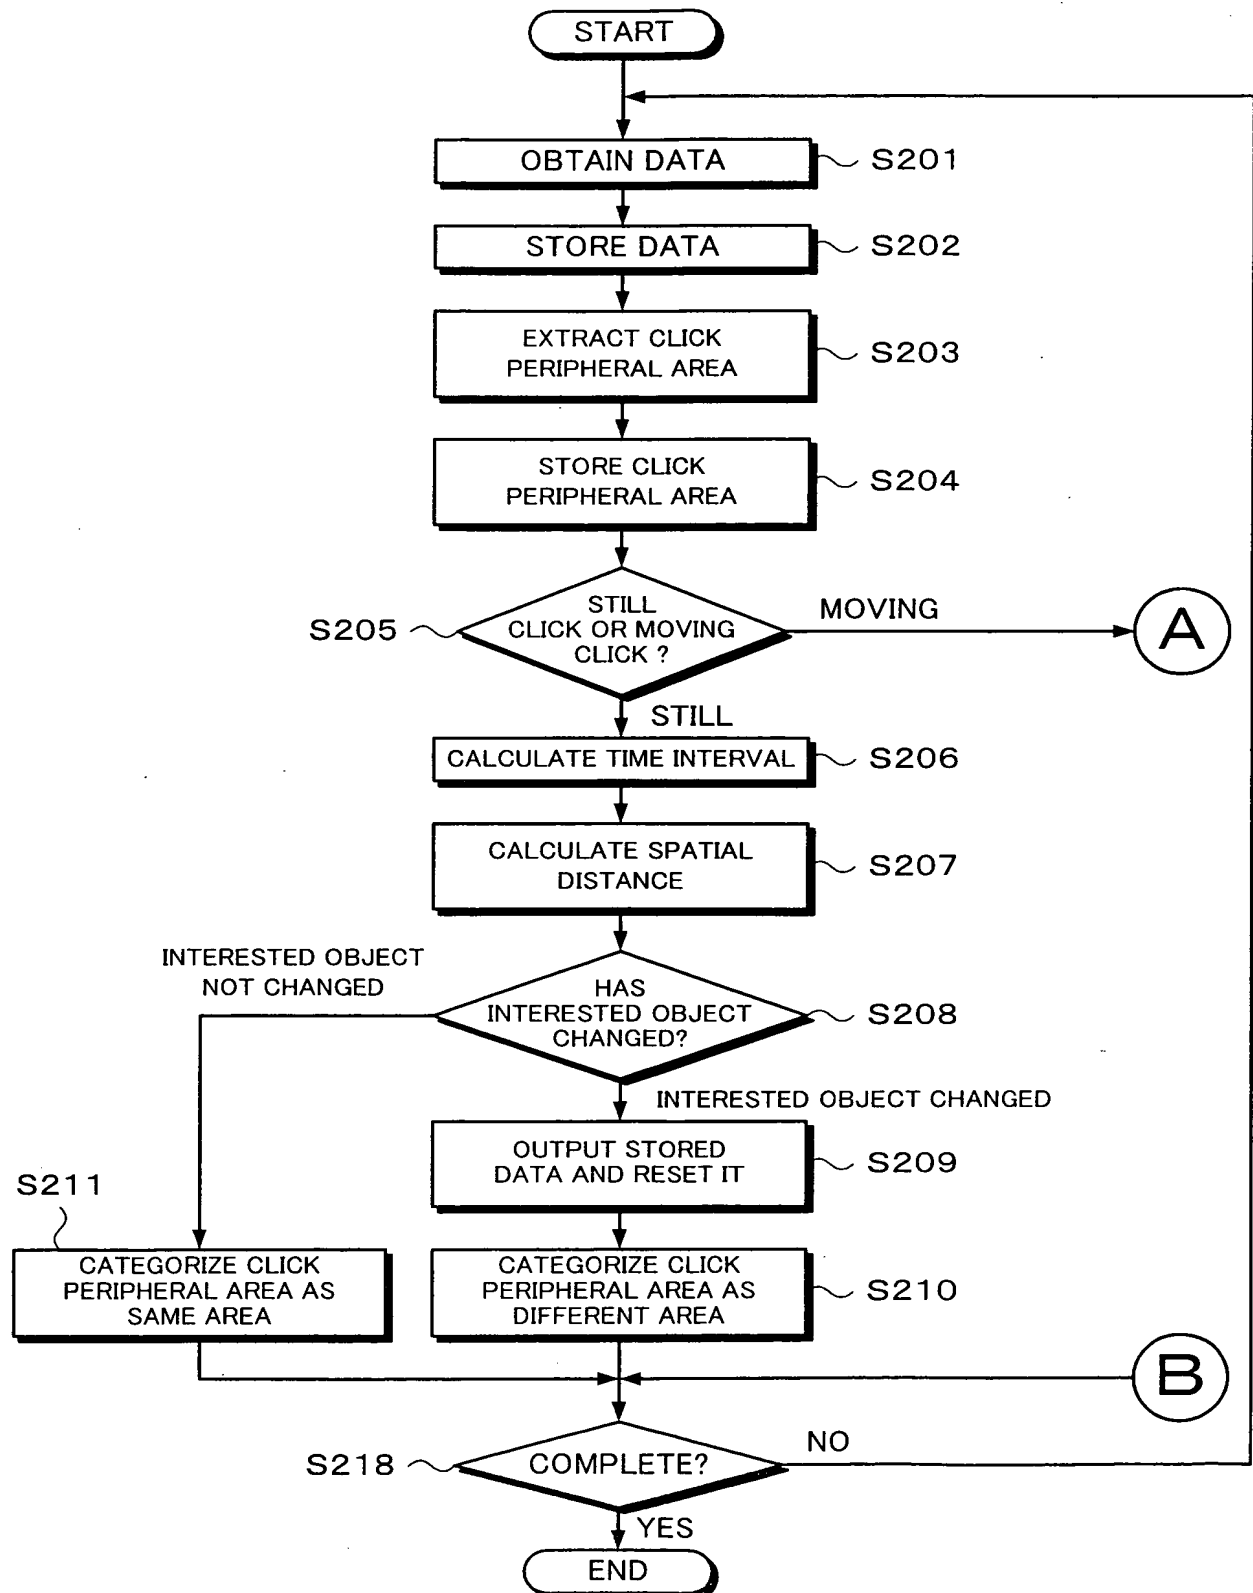 START
OBTAIN DATA
S201
STORE DATA
S202
EXTRACT CLICK
PERIPHERAL AREA
S203
STORE CLICK
PERIPHERAL AREA
S204
STILL
CLICK OR MOVING
CLICK ?
S205
MOVING
A
STILL
CALCULATE TIME INTERVAL
S206
CALCULATE SPATIAL
DISTANCE
S207
INTERESTED OBJECT
NOT CHANGED
HAS
INTERESTED OBJECT
CHANGED?
S208
INTERESTED OBJECT CHANGED
OUTPUT STORED
DATA AND RESET IT
S209
S211
CATEGORIZE CLICK
PERIPHERAL AREA AS
SAME AREA
CATEGORIZE CLICK
PERIPHERAL AREA AS
DIFFERENT AREA
S210
B
S218
COMPLETE?
NO
YES
END